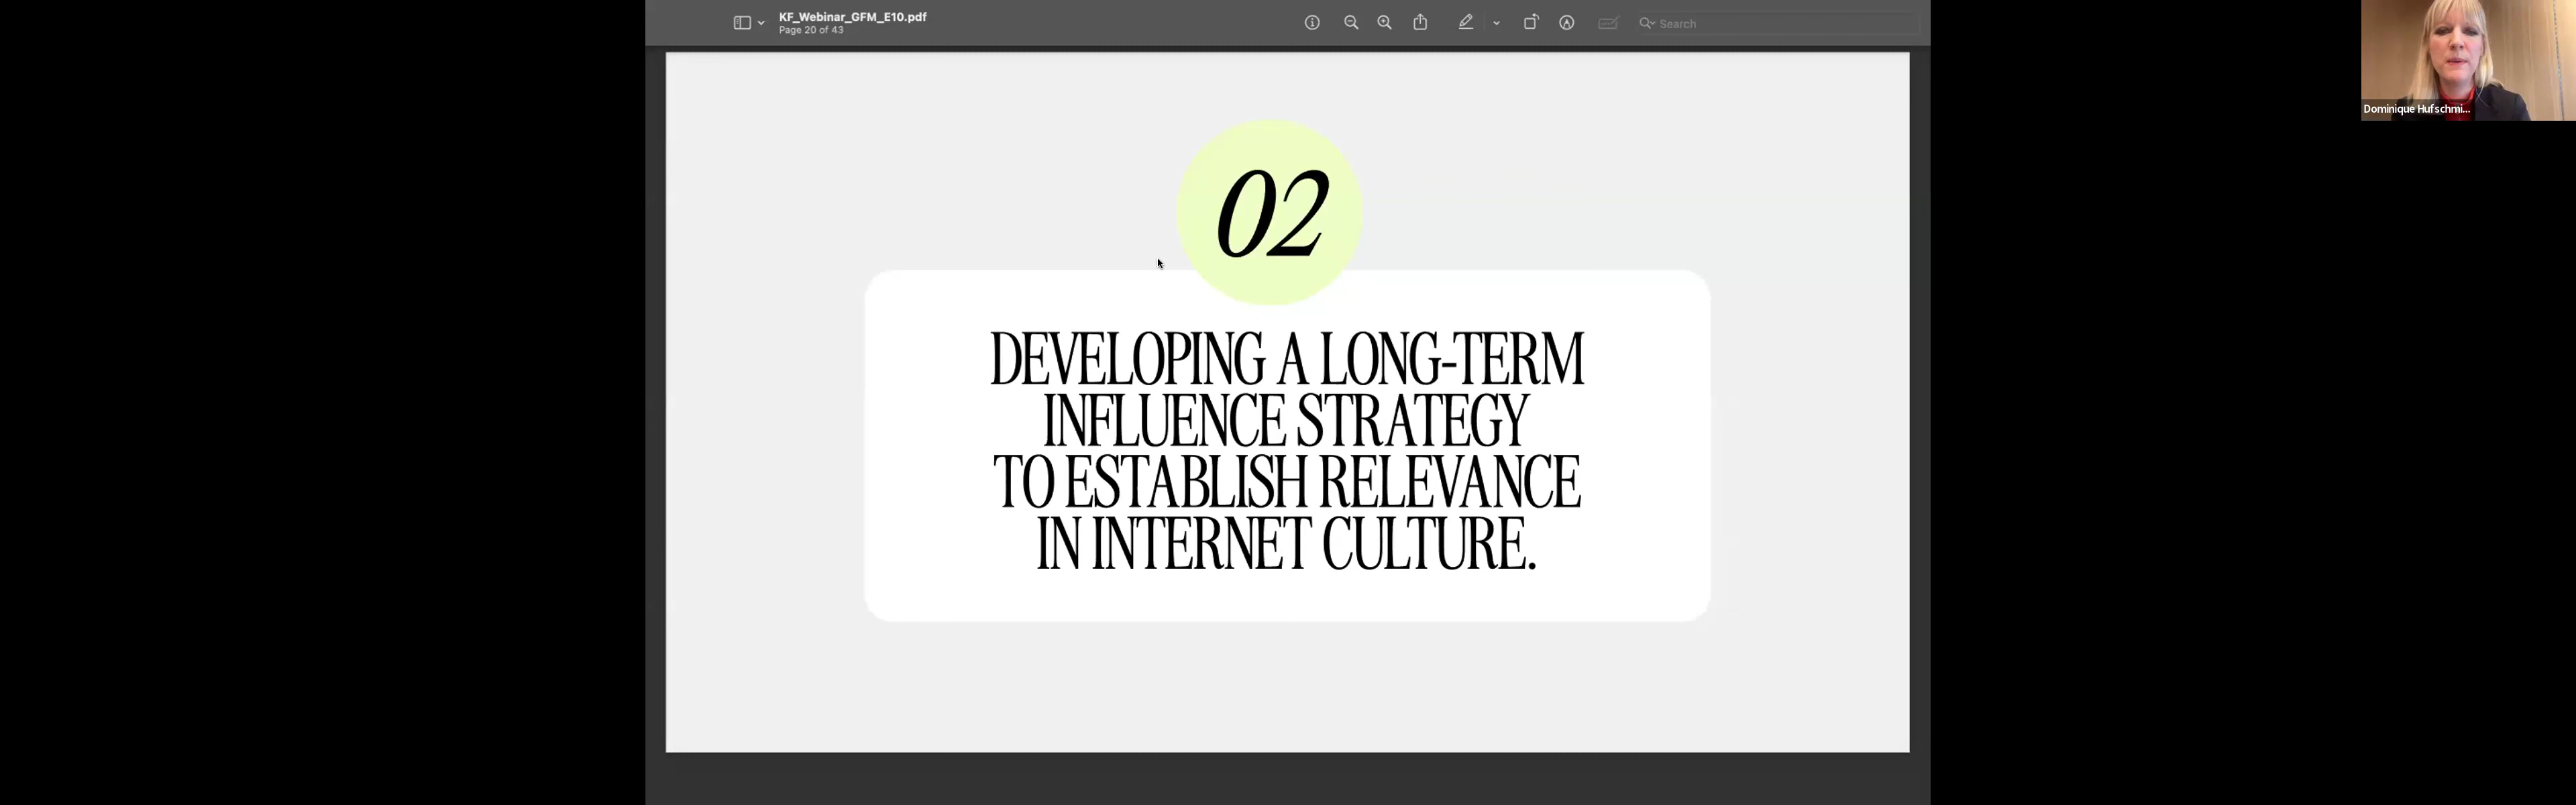 KF_Webinar_GFM_E10.pdf
Page 20 of 43
Search
Dominique Hufschmi...
02
DEVELOPING A LONG-TERM
INFLUENCE STRATEGY
TO ESTABLISH RELEVANCE
IN INTERNET CULTURE.